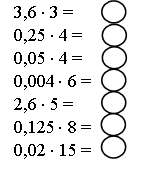 3,6 · 3 =
0,25 · 4 =
0,05 · 4 =
0,004 · 6 =
2,6 · 5 =
0,125 · 8 =
0,02 · 15 =